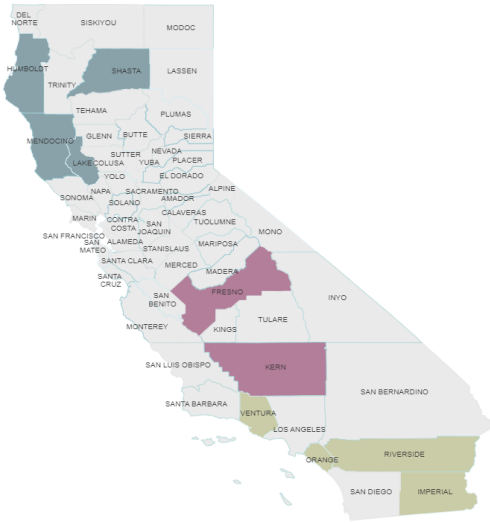 DEL
NORTE
SISKIYOU
MODOC
HUMBOLDT
SHASTA
LASSEN
TRINITY
TEHAMA
PLUMAS
GLENN
BUTTE
SIERRA
MENDOCINO
NEVADA
SUTTER
YUBA
PLACER
LAKE
COLUSA
YOLO
EL DORADO
NAPA
SACRAMENTO
ALPINE
SONOMA
SOLANO
AMADOR
MARIN
CONTRA
COSTA
CALAVERAS
SAN
JOAQUIN
TUOLUMNE
MONO
SAN FRANCISCO
SAN
MATEO
ALAMEDA
STANISLAUS
MARIPOSA
SANTA CLARA
MERCED
MADERA
SANTA
CRUZ
SAN
BENITO
FRESNO
INYO
MONTEREY
KINGS
TULARE
SAN LUIS OBISPO
KERN
SAN BERNARDINO
SANTA BARBARA
VENTURA
LOS ANGELES
ORANGE
RIVERSIDE
SAN DIEGO
IMPERIAL